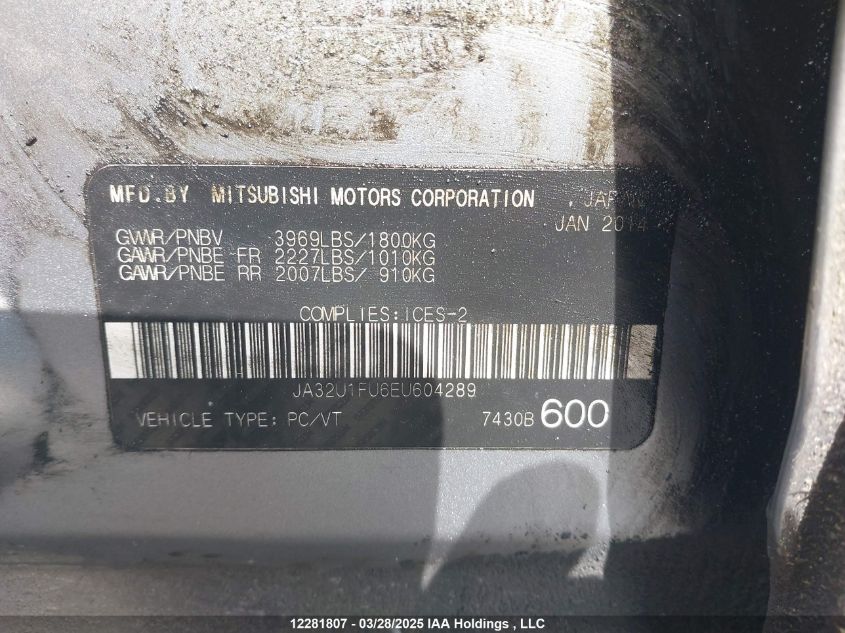 MFD.BY MITSUBISHI MOTORS CORPORATION , JAPAN
JAN 2014
GVWR/PNBV 3969LBS/1800KG
GAWR/PNBE FR 2227LBS/1010KG
GAWR/PNBE RR 2007LBS/ 910KG
COMPLIES:ICES-2
JA32U1FU6EU604289
VEHICLE TYPE: PC/VT 7430B 600
12281807 - 03/28/2025 IAA Holdings , LLC